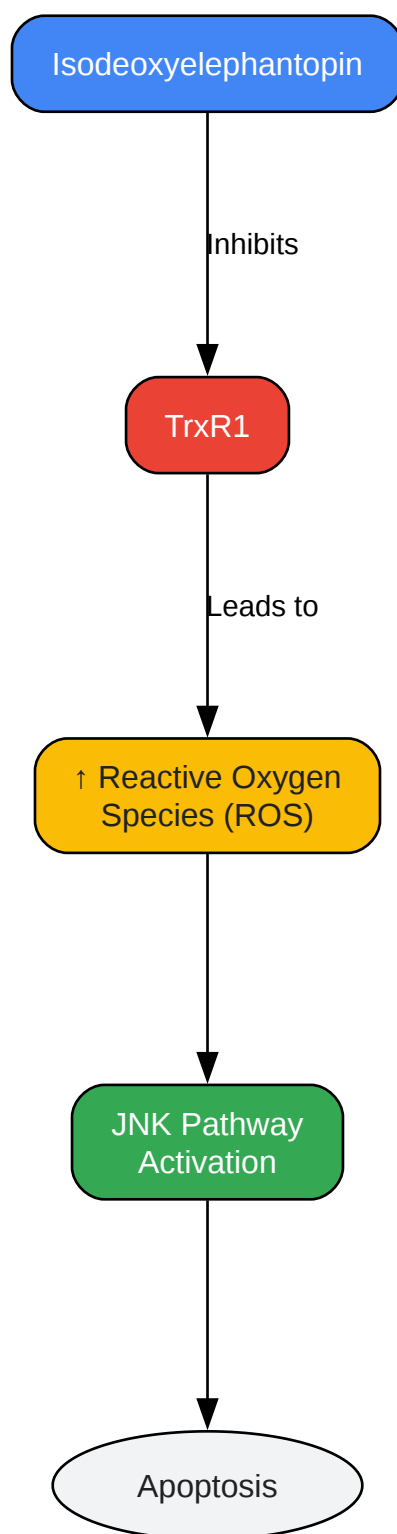 Isodeoxyelephantopin
Inhibits
TrxR1
Leads to
↑ Reactive Oxygen
Species (ROS)
JNK Pathway
Activation
Apoptosis